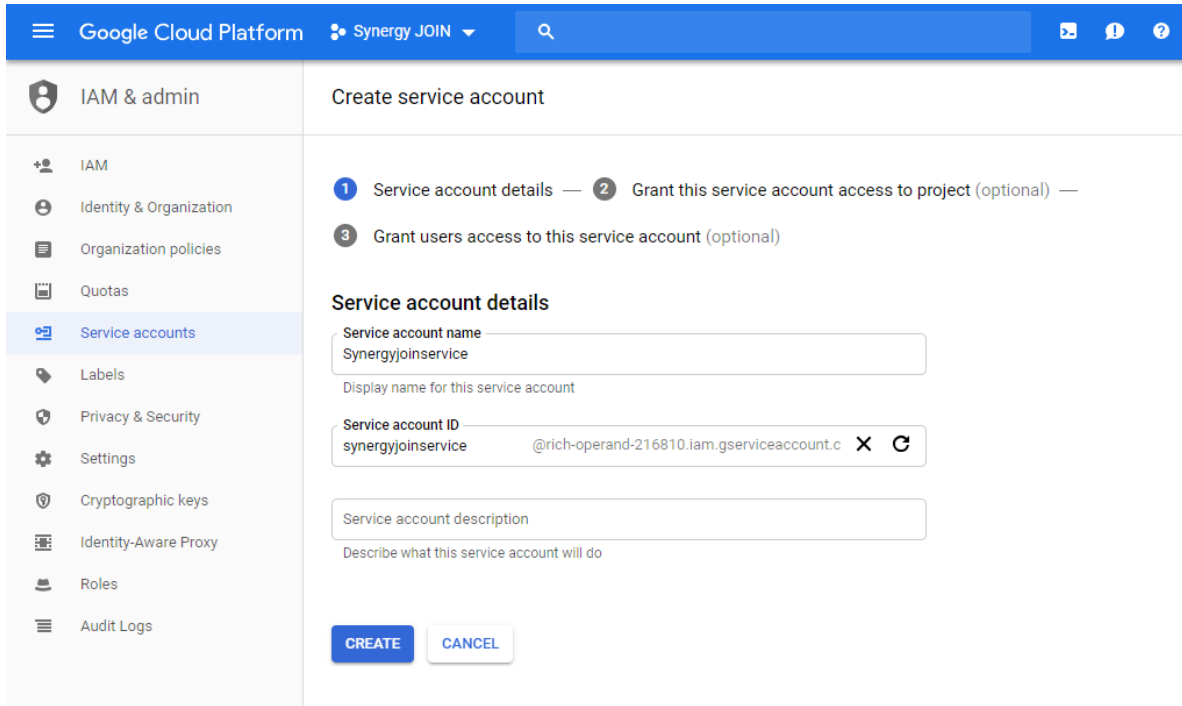 Google Cloud Platform
Synergy JOIN
IAM & admin
Create service account
IAM
Identity & Organization
Organization policies
Quotas
Service accounts
Labels
Privacy & Security
Settings
Cryptographic keys
Identity-Aware Proxy
Roles
Audit Logs
1 Service account details — 2 Grant this service account access to project (optional) —
3 Grant users access to this service account (optional)
Service account details
Service account name
Synergyjoinservice
Display name for this service account
Service account ID
synergyjoinservice @rich-operand-216810.iam.gserviceaccount.c
Service account description
Describe what this service account will do
CREATE CANCEL